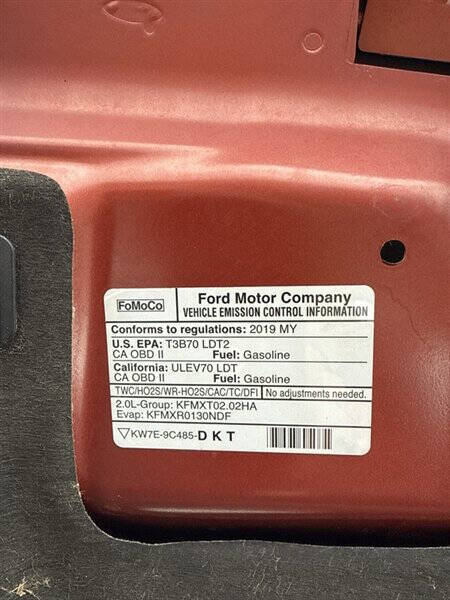 FoMoCo
Ford Motor Company
VEHICLE EMISSION CONTROL INFORMATION
Conforms to regulations: 2019 MY
U.S. EPA: T3B70 LDT2
CA OBD II Fuel: Gasoline
California: ULEV70 LDT
CA OBD II Fuel: Gasoline
TWC/HO2S/WR-HO2S/CAC/TC/DFI No adjustments needed.
2.0L-Group: KFMXT02.02HA
Evap: KFMXR0130NDF
KW7E-9C485-DKT